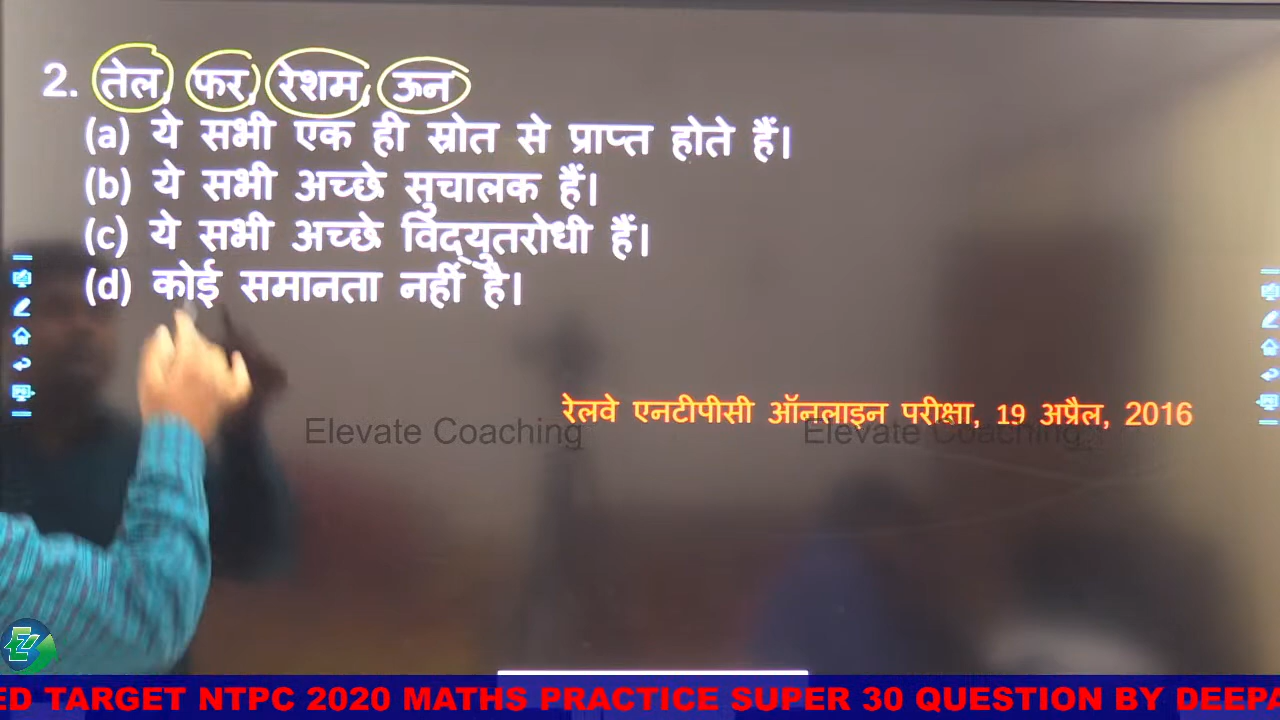 2. तेल, फर, रेशम, ऊन
(a) ये सभी एक ही स्रोत से प्राप्त होते हैं।
(b) ये सभी अच्छे सुचालक हैं।
(c) ये सभी अच्छे विद्युतरोधी हैं।
(d) कोई समानता नहीं है।
रेलवे एनटीपीसी ऑनलाइन परीक्षा, 19 अप्रैल, 2016
Elevate Coaching Elevate Coaching
ED TARGET NTPC 2020 MATHS PRACTICE SUPER 30 QUESTION BY DEEPA